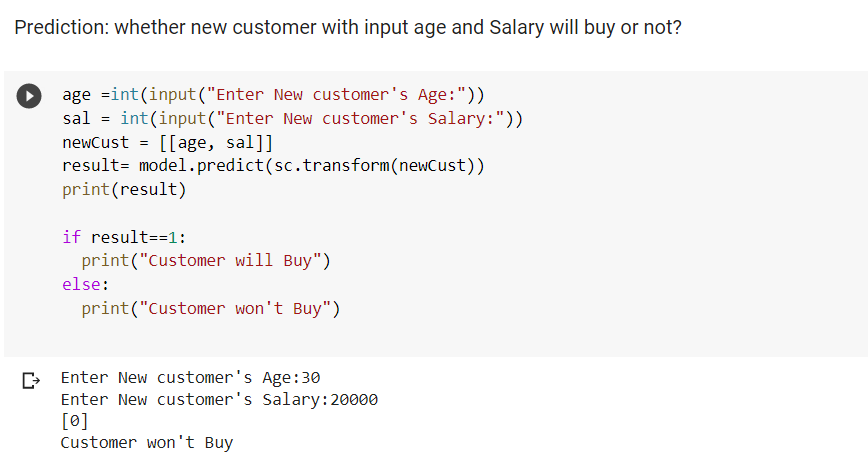 Prediction: whether new customer with input age and Salary will buy or not?
age =int(input("Enter New customer's Age:"))
sal = int(input("Enter New customer's Salary:"))
newCust = [[age, sal]]
result= model.predict(sc.transform(newCust))
print(result)
if result==1:
  print("Customer will Buy")
else:
  print("Customer won't Buy")
Enter New customer's Age:30
Enter New customer's Salary:20000
[0]
Customer won't Buy